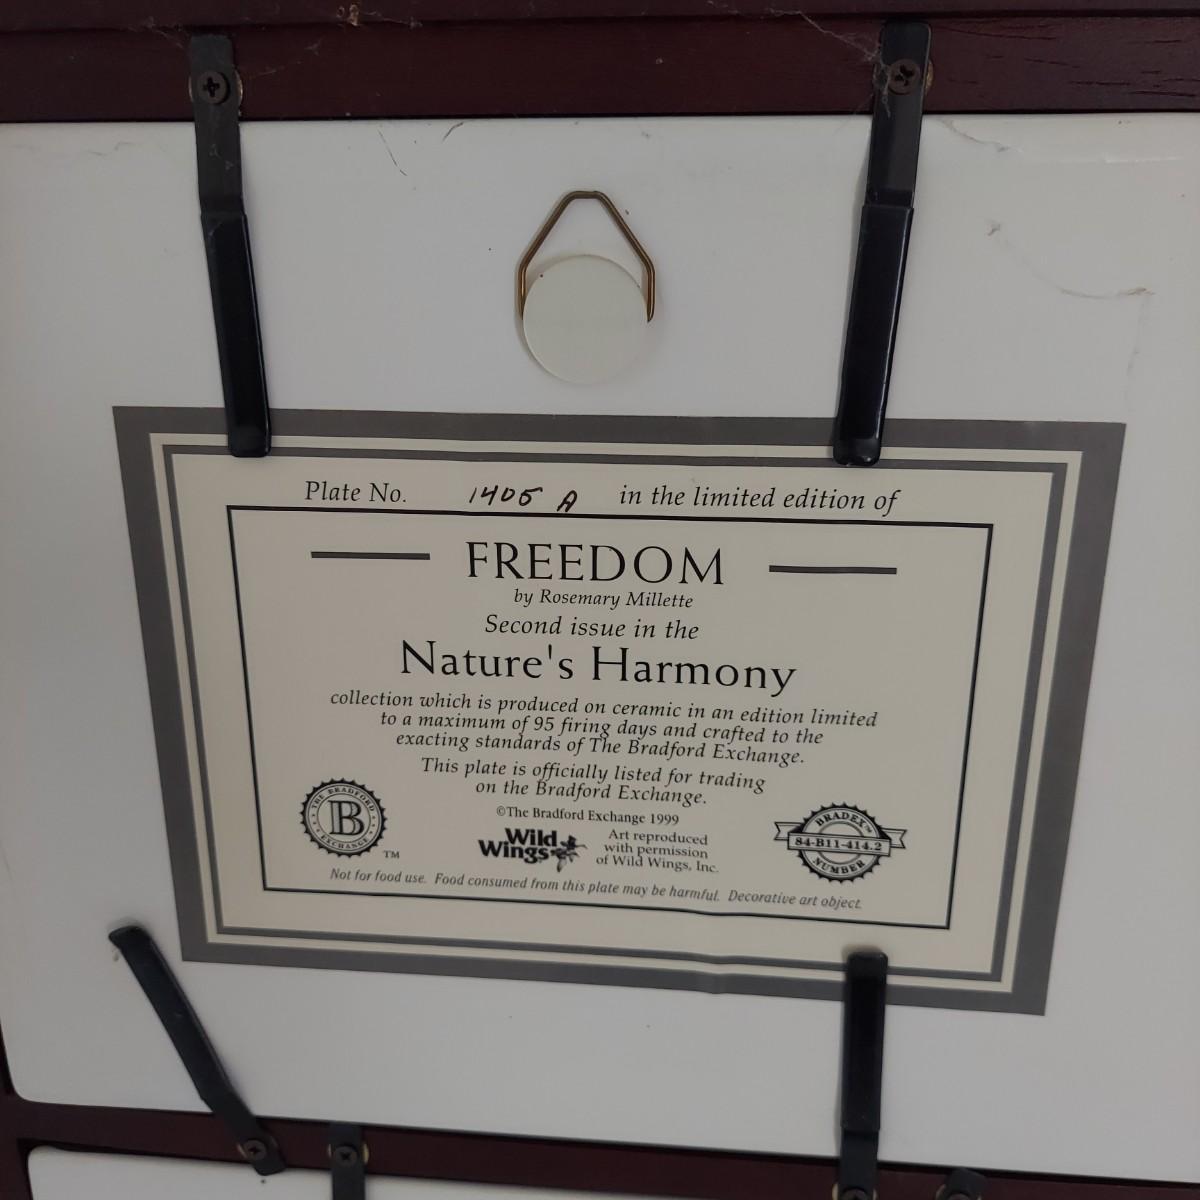 Plate No. 1405 A in the limited edition of
FREEDOM
by Rosemary Millette
Second issue in the
Nature's Harmony
collection which is produced on ceramic in an edition limited
to a maximum of 95 firing days and crafted to the
exacting standards of The Bradford Exchange.
This plate is officially listed for trading
on the Bradford Exchange.
©The Bradford Exchange 1999
THE BRADFORD
B
EXCHANGE
TM
Wild
Wings
Art reproduced
with permission
of Wild Wings, Inc.
BRADEX™
84-B11-414.2
NUMBER
Not for food use. Food consumed from this plate may be harmful. Decorative art object.